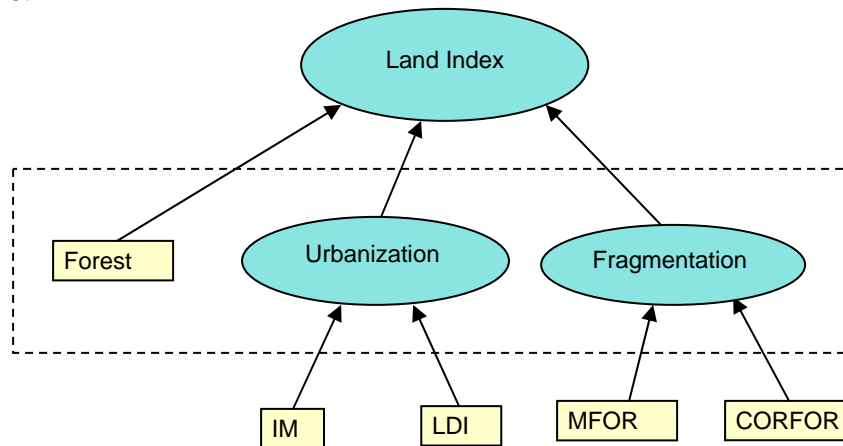 Land Index
Forest
Urbanization
Fragmentation
IM
LDI
MFOR
CORFOR